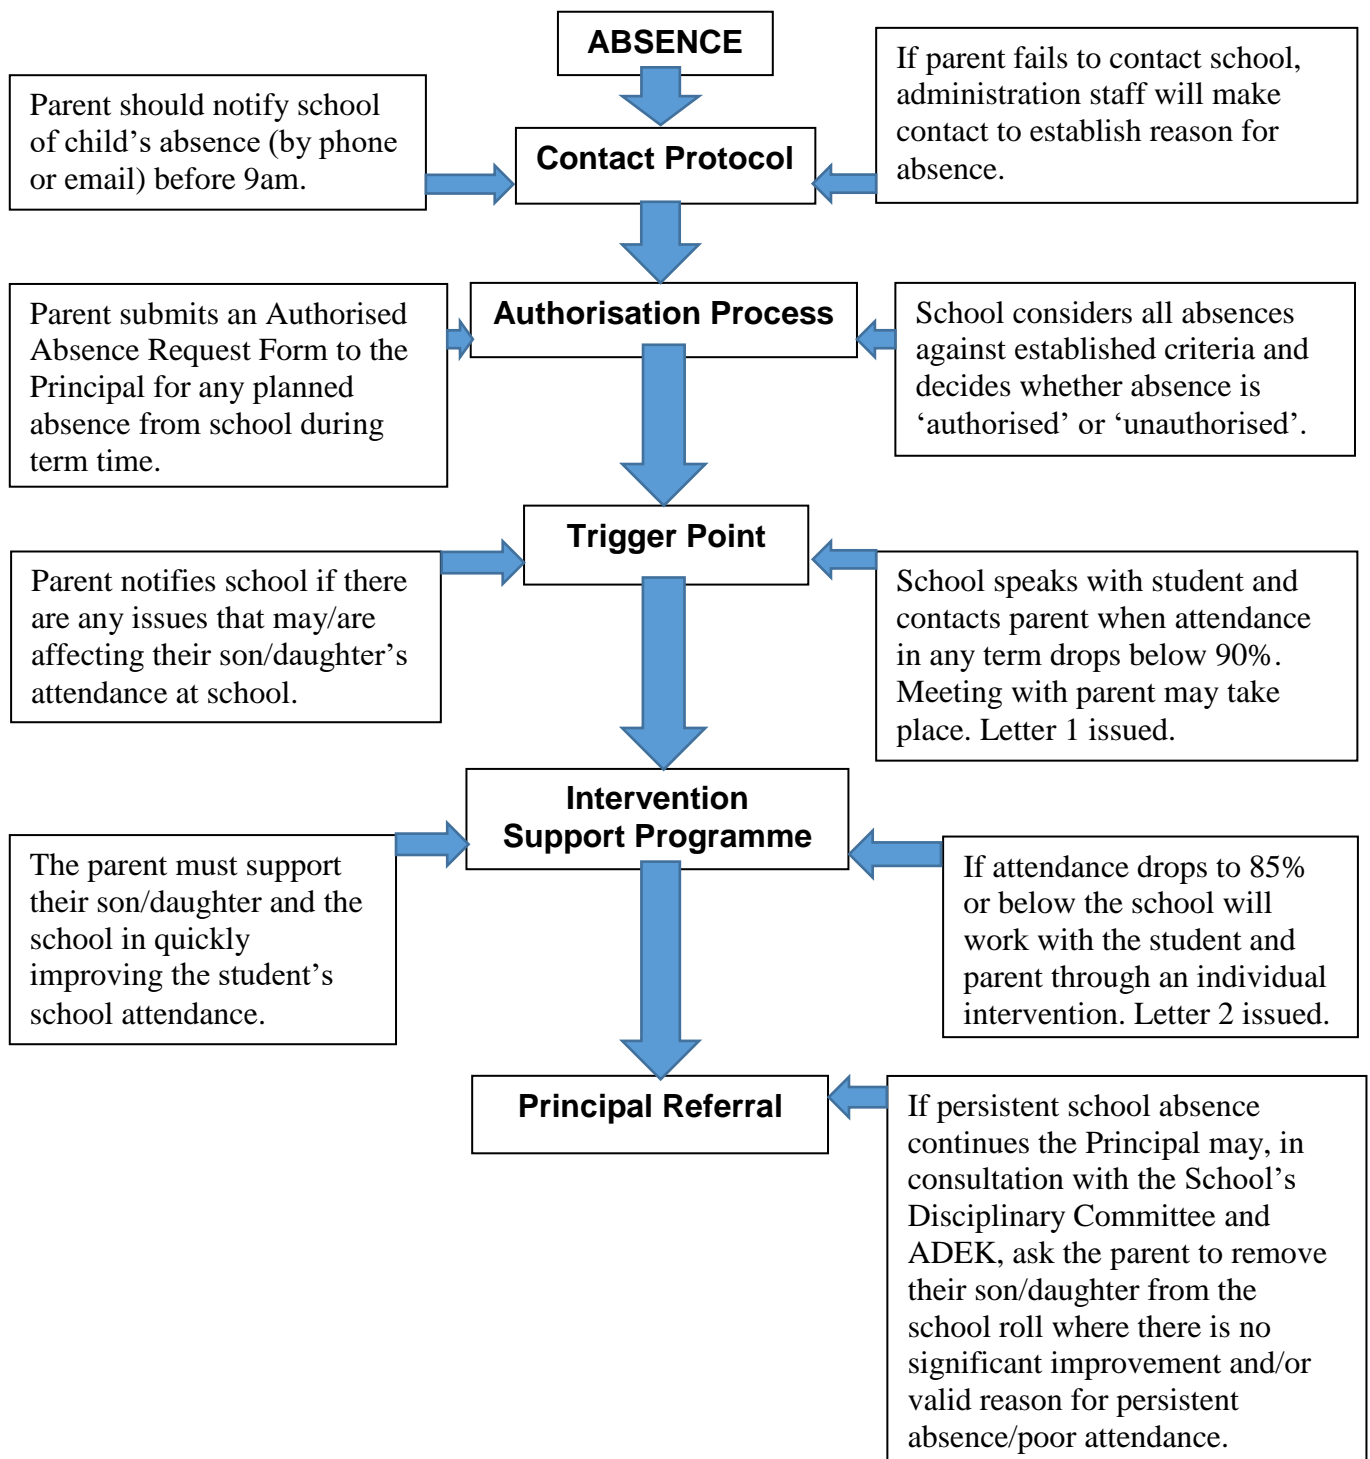 ABSENCE
Parent should notify school
of child’s absence (by phone
or email) before 9am.
If parent fails to contact school,
administration staff will make
contact to establish reason for
absence.
Contact Protocol
Parent submits an Authorised
Absence Request Form to the
Principal for any planned
absence from school during
term time.
Authorisation Process
School considers all absences
against established criteria and
decides whether absence is
‘authorised’ or ‘unauthorised’.
Trigger Point
Parent notifies school if there
are any issues that may/are
affecting their son/daughter’s
attendance at school.
School speaks with student and
contacts parent when attendance
in any term drops below 90%.
Meeting with parent may take
place. Letter 1 issued.
Intervention
Support Programme
The parent must support
their son/daughter and the
school in quickly
improving the student’s
school attendance.
If attendance drops to 85%
or below the school will
work with the student and
parent through an individual
intervention. Letter 2 issued.
Principal Referral
If persistent school absence
continues the Principal may, in
consultation with the School’s
Disciplinary Committee and
ADEK, ask the parent to remove
their son/daughter from the
school roll where there is no
significant improvement and/or
valid reason for persistent
absence/poor attendance.